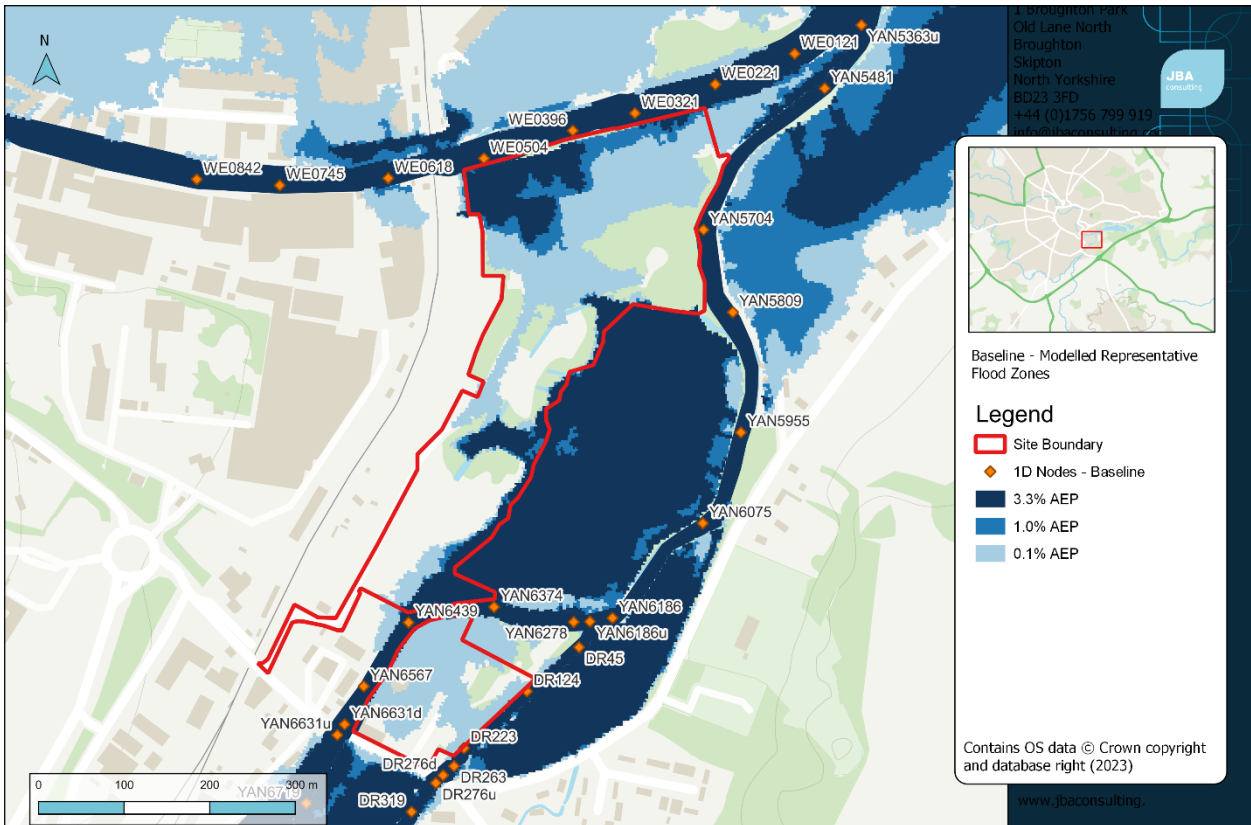 N
WE0842
WE0745
WE0618
WE0504
WE0396
WE0321
WE0221
WE0121
YAN5363u
YAN5481
YAN5704
YAN5809
YAN5955
YAN6075
YAN6374
YAN6439
YAN6278
YAN6186
YAN6186u
DR45
DR124
YAN6567
YAN6631u
YAN6631d
DR223
DR276d
DR263
DR276u
DR319
YAN6719
0 100 200 300 m
1 Broughton Park
Old Lane North
Broughton
Skipton
North Yorkshire
BD23 3FD
+44 (0)1756 799 919
JBA
consulting
Baseline - Modelled Representative
Flood Zones
Legend
Site Boundary
1D Nodes - Baseline
3.3% AEP
1.0% AEP
0.1% AEP
Contains OS data © Crown copyright
and database right (2023)
www.jbaconsulting.